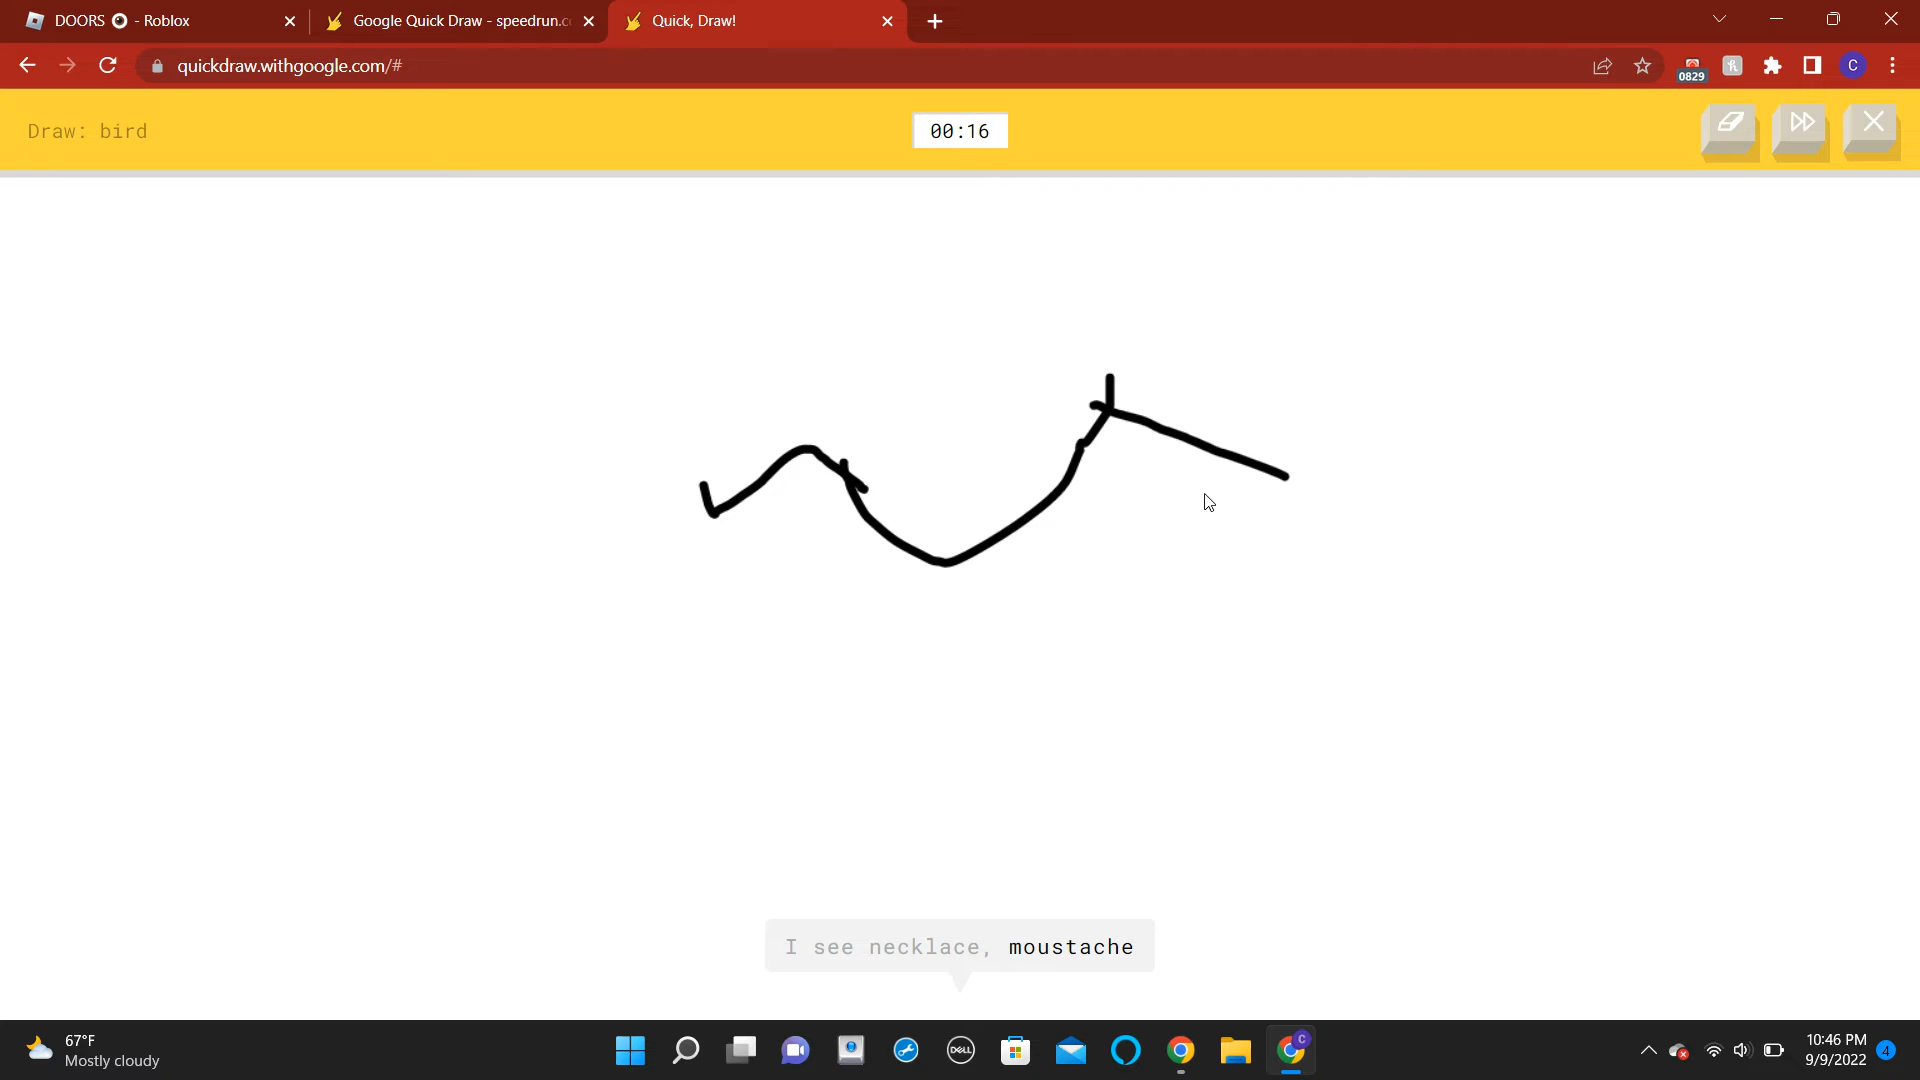 DOORS - Roblox
Google Quick Draw - speedrun.c
Quick, Draw!
quickdraw.withgoogle.com/#
0829
C
Draw: bird
00:16
I see necklace, moustache
67°F
Mostly cloudy
DELL
C
10:46 PM
9/9/2022
4